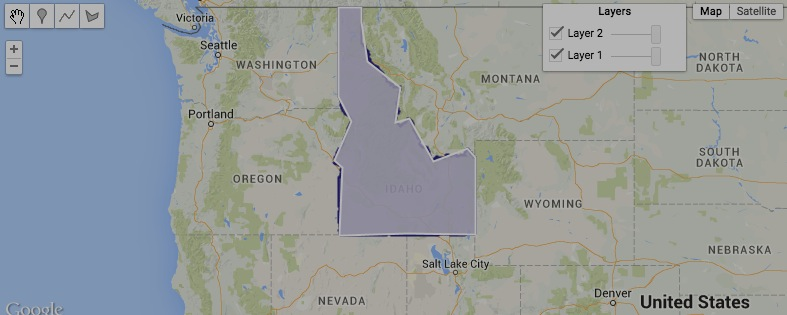 Layers
Layer 2
Layer 1
Map Satellite
Victoria
Seattle
WASHINGTON
MONTANA
NORTH
DAKOTA
Portland
OREGON
IDAHO
SOUTH
DAKOTA
WYOMING
NEBRASKA
Salt Lake City
NEVADA
Denver
United States
Google